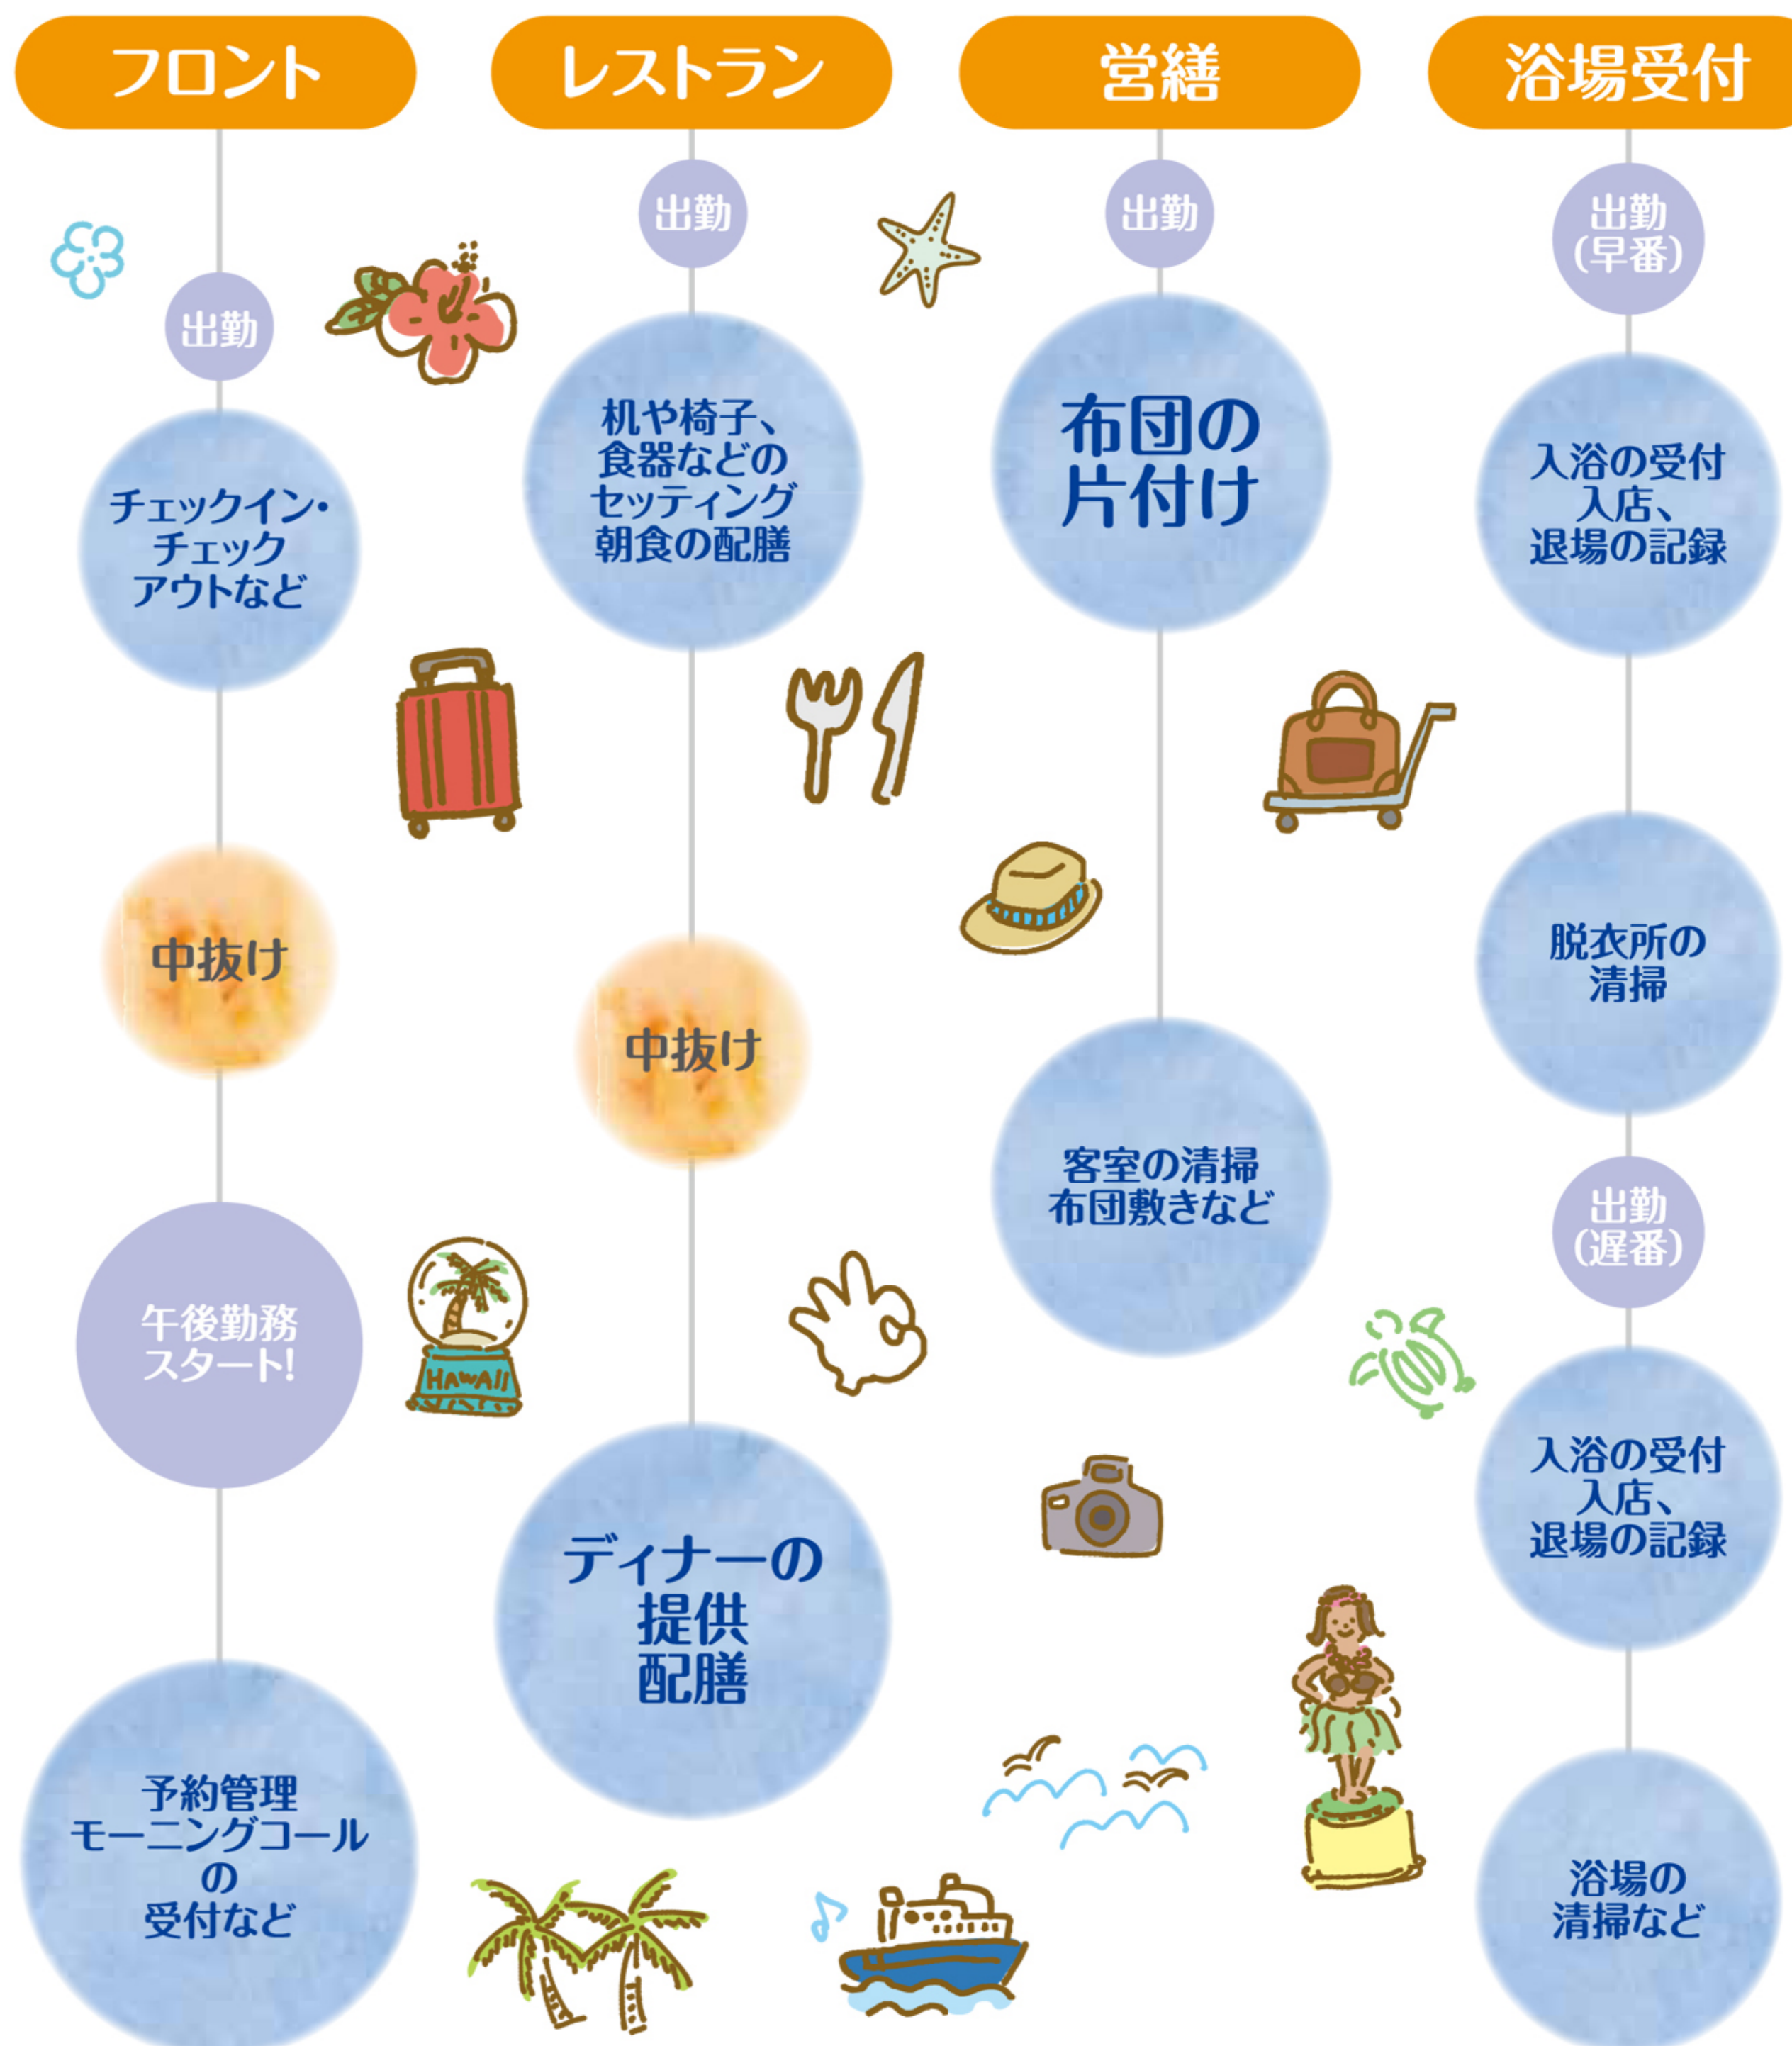 フロント
出勤
チェックイン・
チェック
アウトなど
中抜け
午後勤務
スタート!
予約管理
モーニングコール
の
受付など
レストラン
出勤
机や椅子、
食器などの
セッティング
朝食の配膳
中抜け
ディナーの
提供
配膳
営繕
出勤
布団の
片付け
客室の清掃
布団敷きなど
浴場受付
出勤
(早番)
入浴の受付
入店、
退場の記録
脱衣所の
清掃
出勤
(遅番)
入浴の受付
入店、
退場の記録
浴場の
清掃など
HAWAII